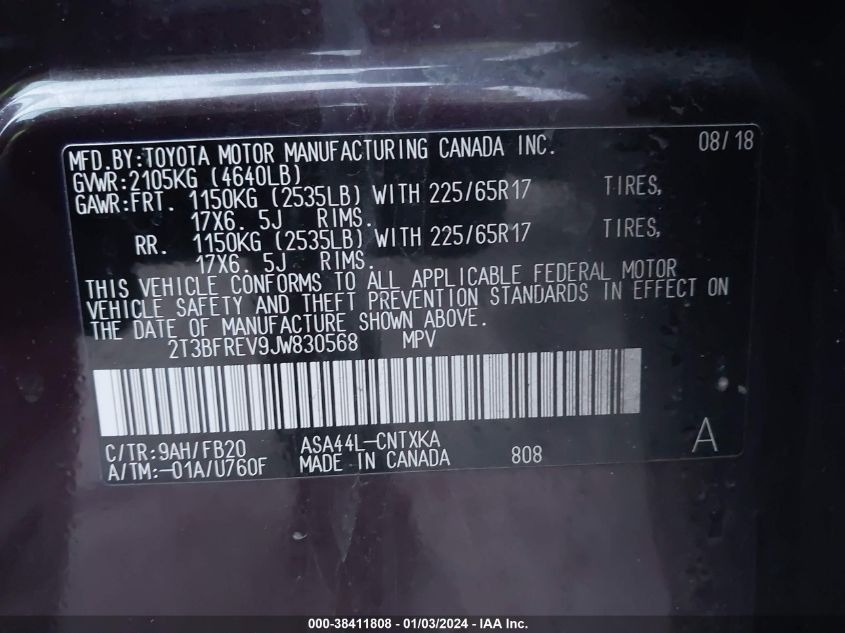 MFD.BY:TOYOTA MOTOR MANUFACTURING CANADA INC. 08/18
GVWR:2105KG (4640LB)
GAWR:FRT. 1150KG (2535LB) WITH 225/65R17 TIRES,
17X6. 5J RIMS.
RR. 1150KG (2535LB) WITH 225/65R17 TIRES,
17X6. 5J RIMS.
THIS VEHICLE CONFORMS TO ALL APPLICABLE FEDERAL MOTOR
VEHICLE SAFETY AND THEFT PREVENTION STANDARDS IN EFFECT ON
THE DATE OF MANUFACTURE SHOWN ABOVE.
2T3BFREV9JW830568 MPV
C/TR:9AH/FB20 ASA44L-CNTXKA
A/TM:-01A/U760F MADE IN CANADA 808 A
000-38411808 - 01/03/2024 - IAA Inc.